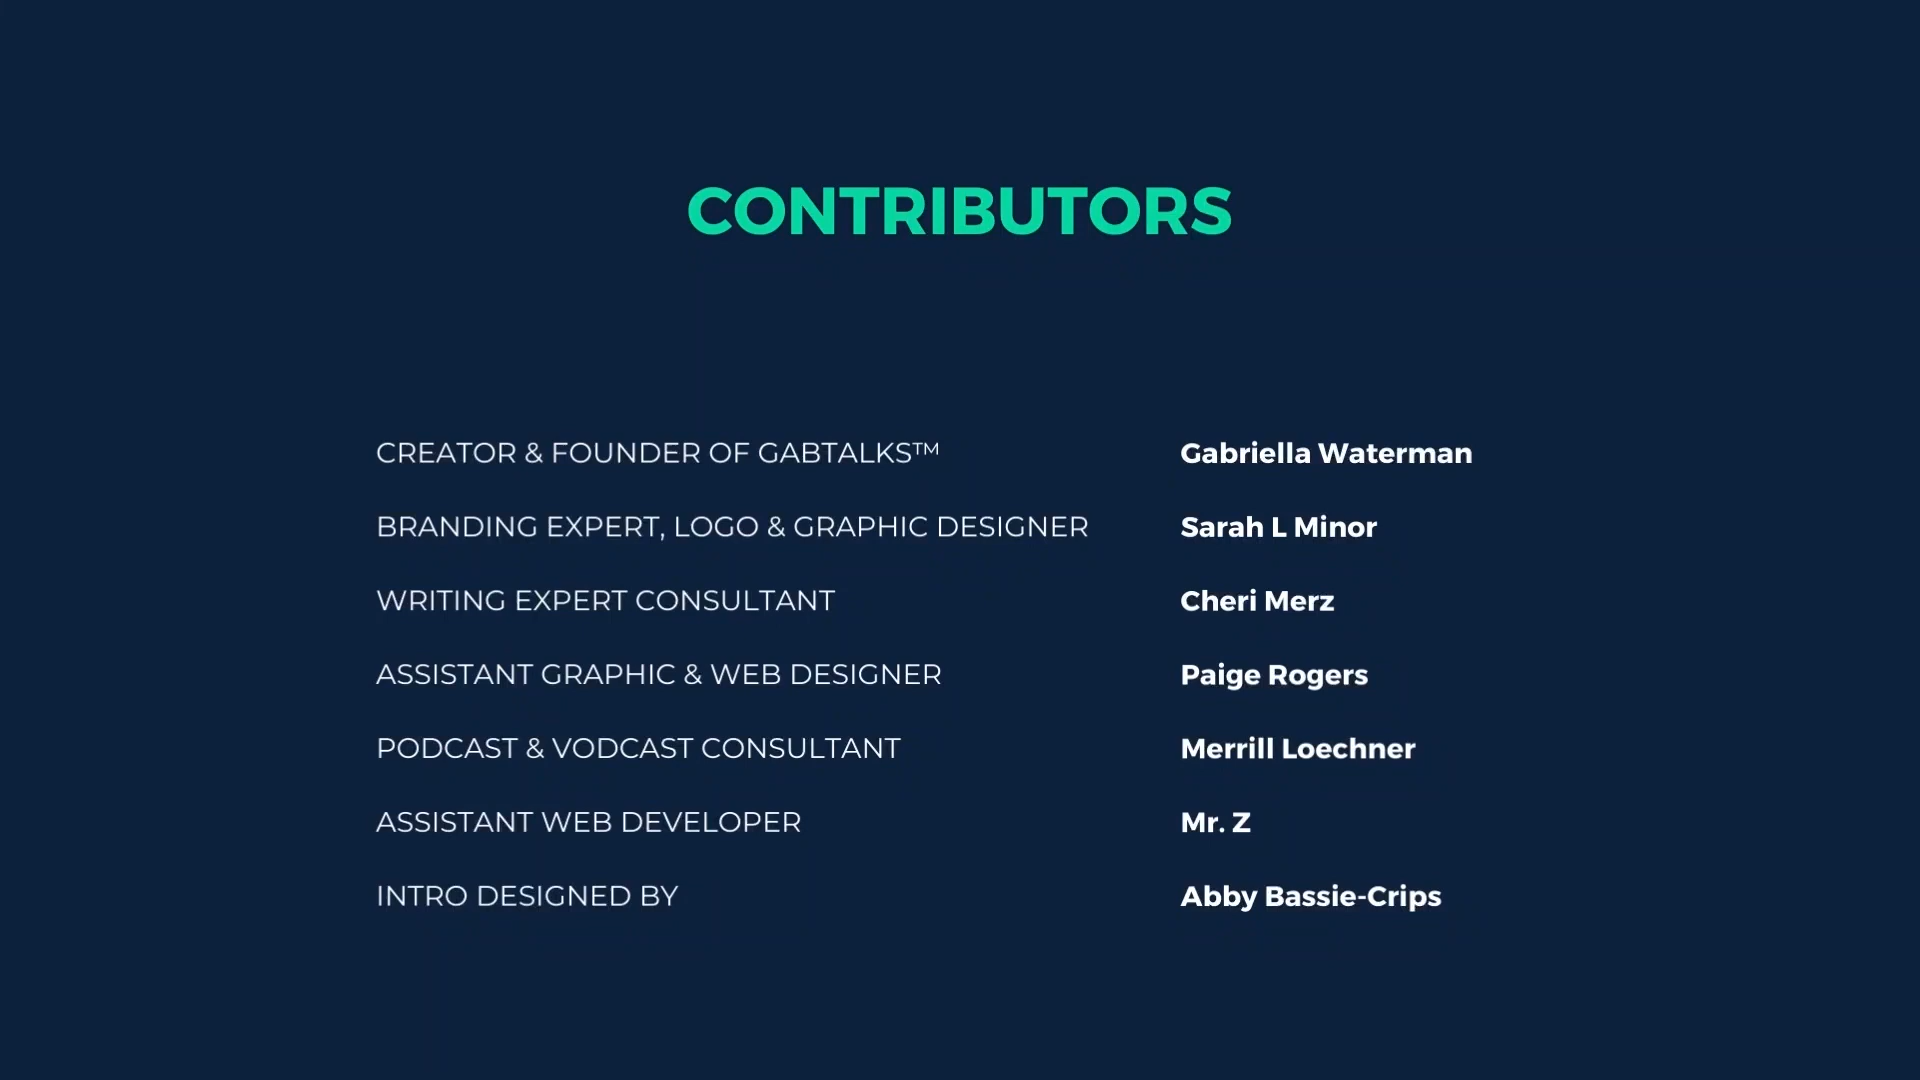 CONTRIBUTORS
CREATOR & FOUNDER OF GABTALKS™ Gabriella Waterman
BRANDING EXPERT, LOGO & GRAPHIC DESIGNER Sarah L Minor
WRITING EXPERT CONSULTANT Cheri Merz
ASSISTANT GRAPHIC & WEB DESIGNER Paige Rogers
PODCAST & VODCAST CONSULTANT Merrill Loechner
ASSISTANT WEB DEVELOPER Mr. Z
INTRO DESIGNED BY Abby Bassie-Crips